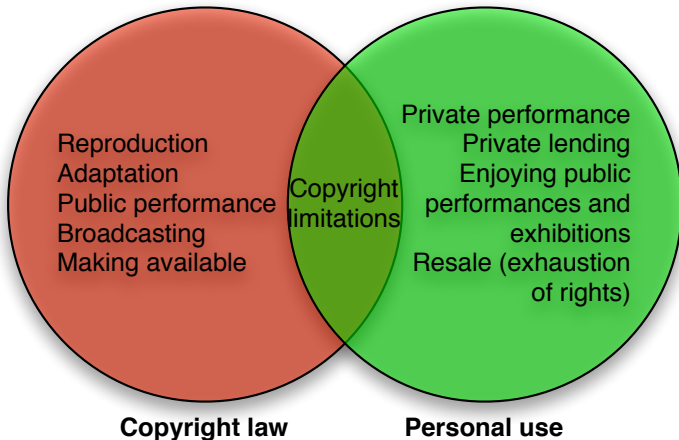 Reproduction
Adaptation
Public performance
Broadcasting
Making available
Copyright
limitations
Private performance
Private lending
Enjoying public
performances and
exhibitions
Resale (exhaustion
of rights)
Copyright law
Personal use